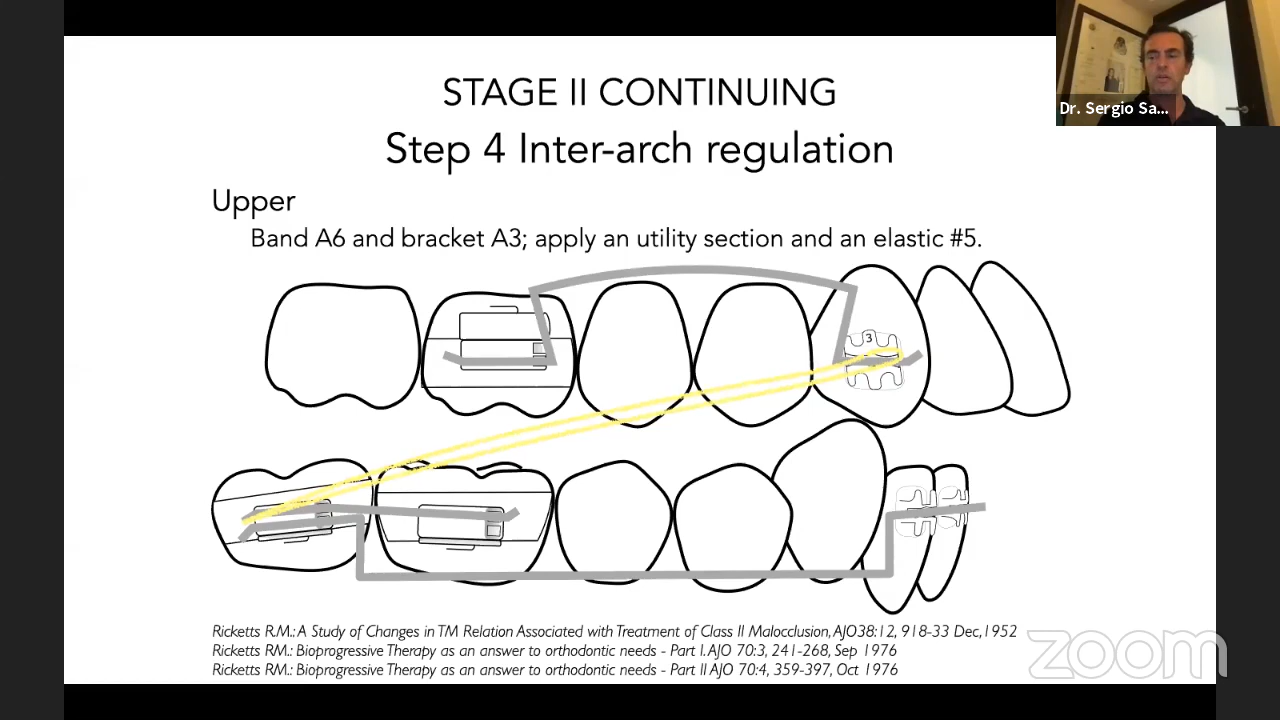 STAGE II CONTINUING
Step 4 Inter-arch regulation
Upper
Band A6 and bracket A3; apply an utility section and an elastic #5.
3
Ricketts R.M.: A Study of Changes in TM Relation Associated with Treatment of Class II Malocclusion, AJO38:12, 918-33 Dec, 1952
Ricketts RM.: Bioprogressive Therapy as an answer to orthodontic needs - Part I. AJO 70:3, 241-268, Sep 1976
Ricketts RM.: Bioprogressive Therapy as an answer to orthodontic needs - Part II AJO 70:4, 359-397, Oct 1976
Dr. Sergio Sa...
zoom